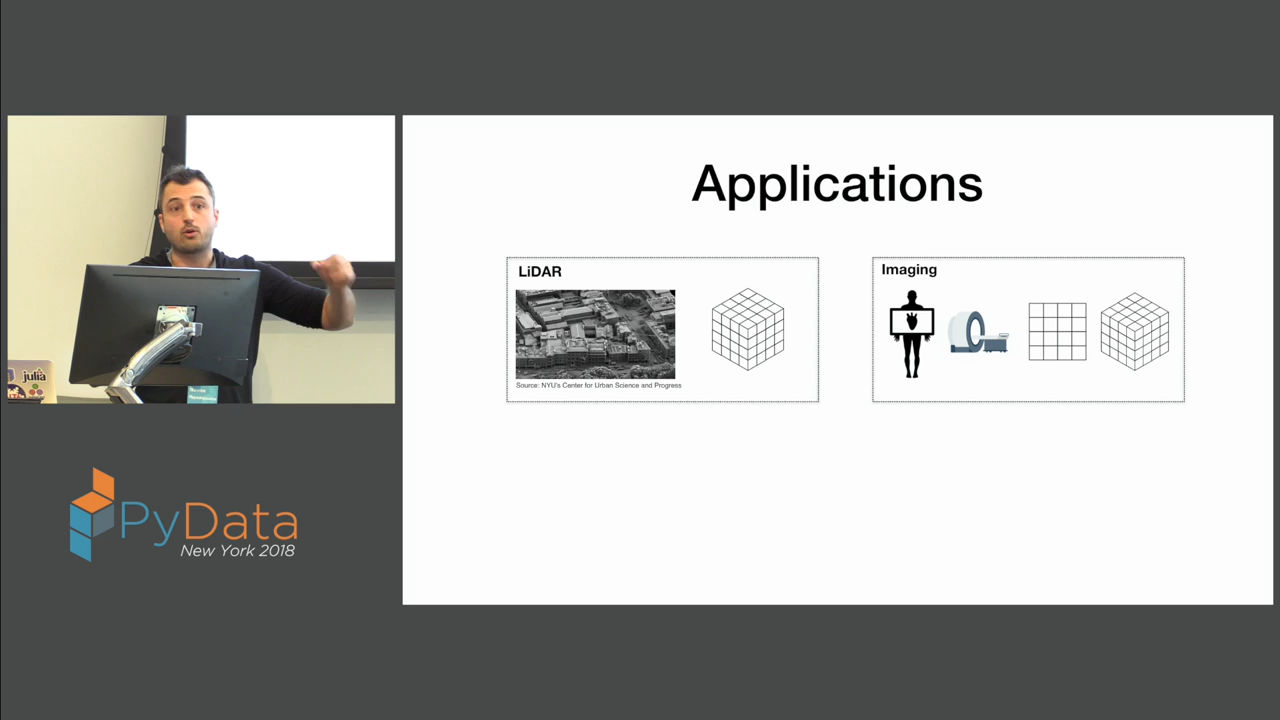 Applications
LiDAR
Source: NYU's Center for Urban Science and Progress
Imaging
julia
PyData
New York 2018